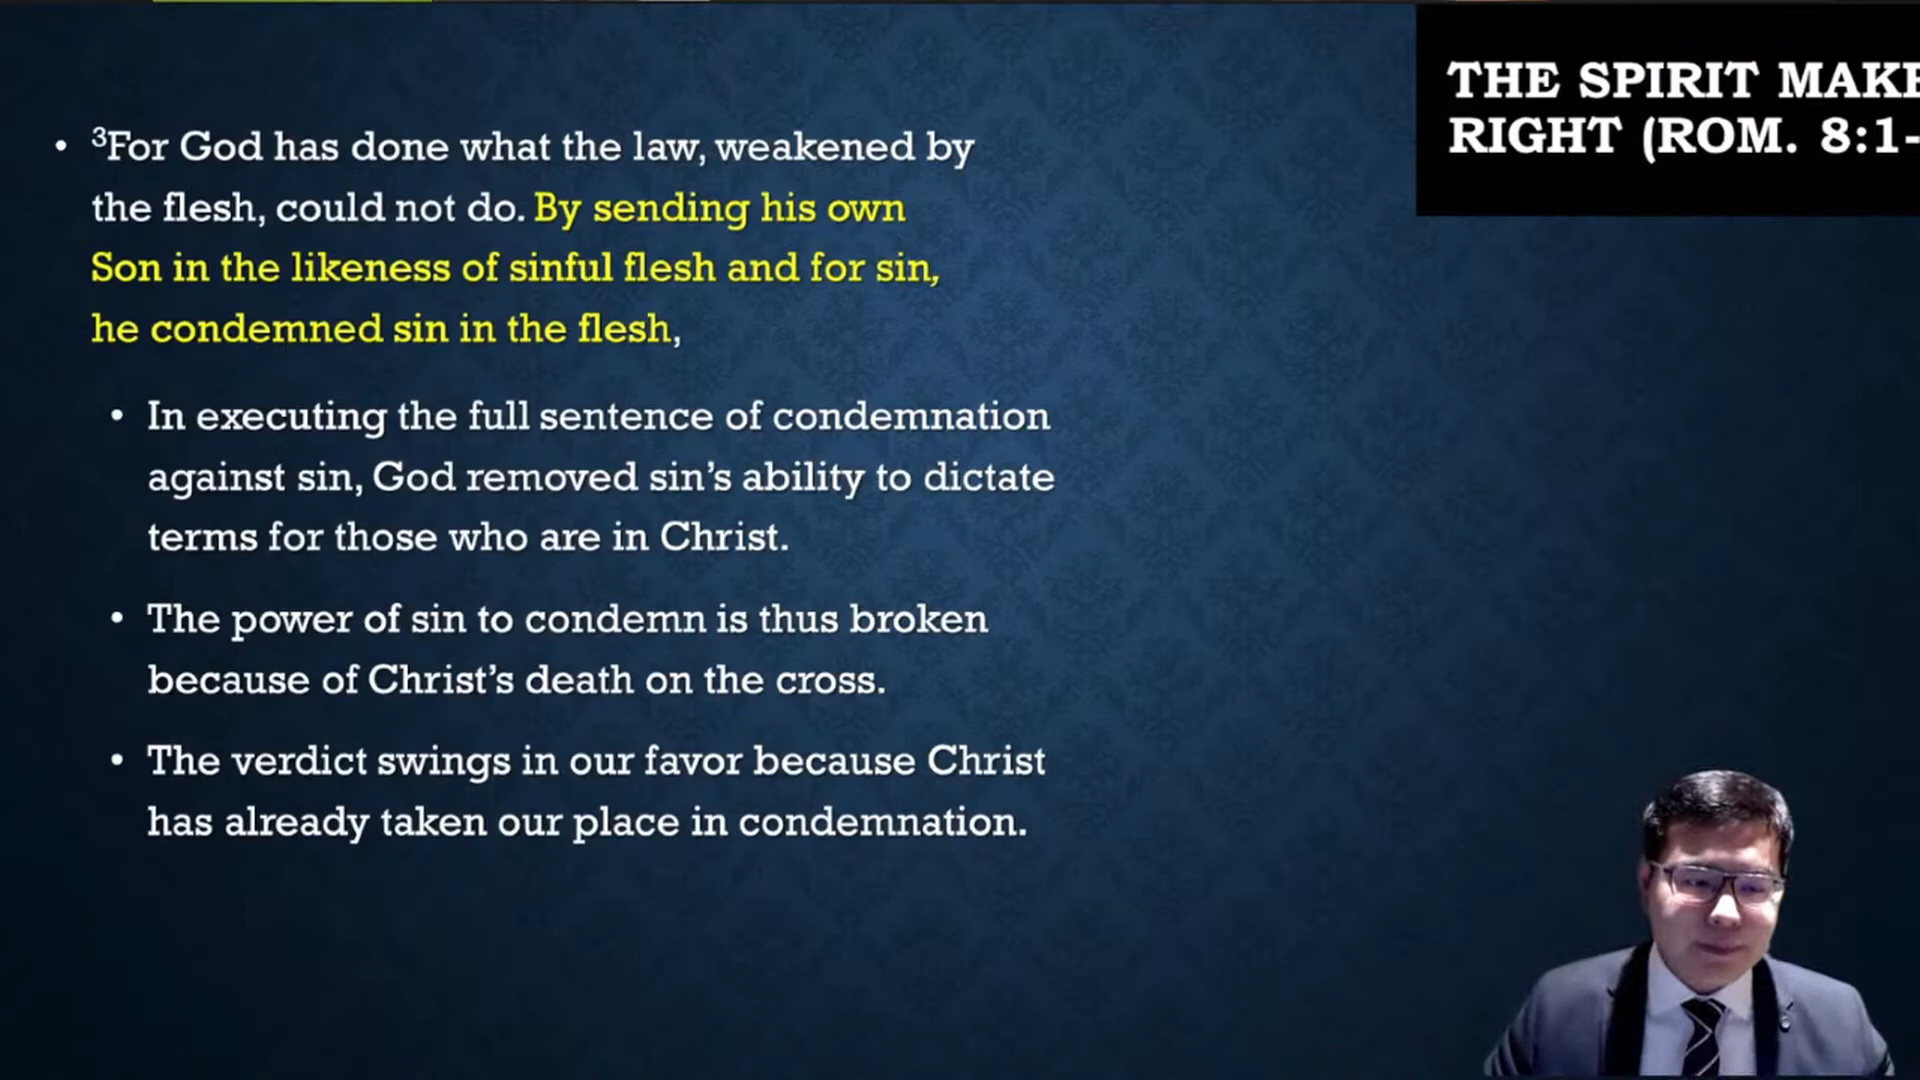 THE SPIRIT MAKE
RIGHT (ROM. 8:1-
• ³For God has done what the law, weakened by
the flesh, could not do. By sending his own
Son in the likeness of sinful flesh and for sin,
he condemned sin in the flesh,
• In executing the full sentence of condemnation
against sin, God removed sin’s ability to dictate
terms for those who are in Christ.
• The power of sin to condemn is thus broken
because of Christ’s death on the cross.
• The verdict swings in our favor because Christ
has already taken our place in condemnation.